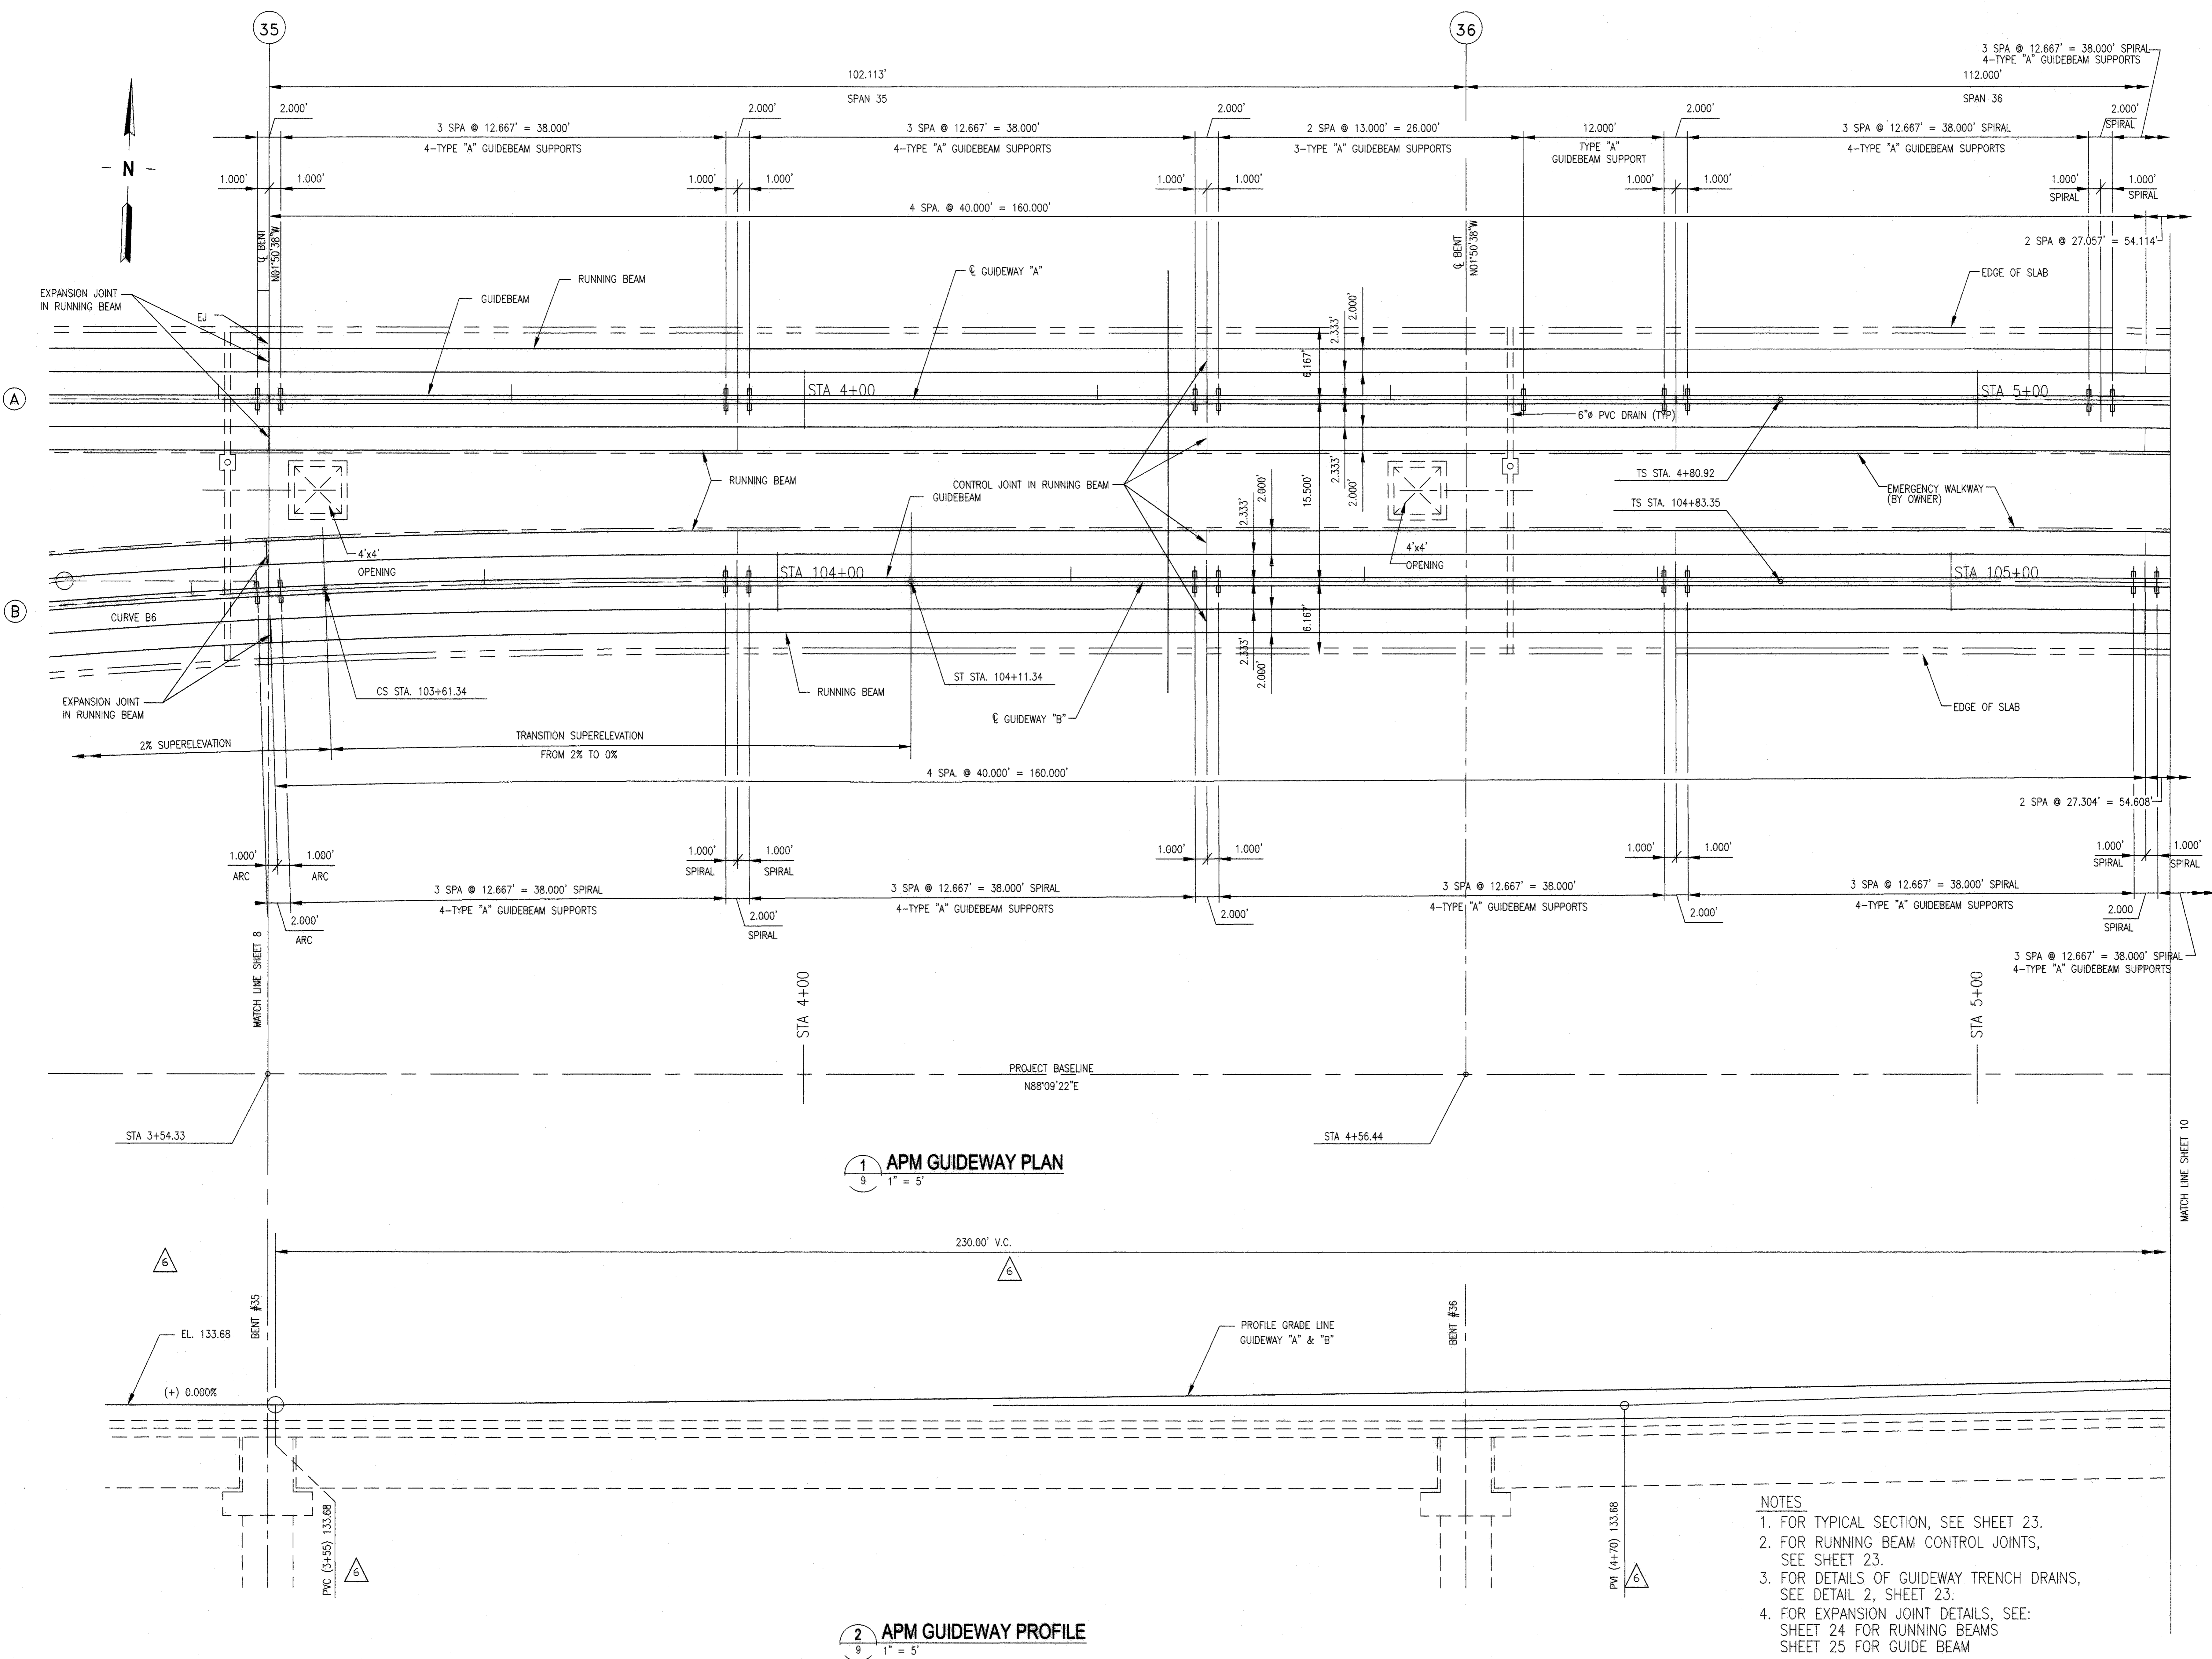 35
36
3 SPA @ 12.667' = 38.000' SPIRAL
4-TYPE "A" GUIDEBEAM SUPPORTS
102.113'
SPAN 35
112.000'
SPAN 36
2.000'
2.000'
2.000'
2.000'
2.000'
SPIRAL
3 SPA @ 12.667' = 38.000'
4-TYPE "A" GUIDEBEAM SUPPORTS
3 SPA @ 12.667' = 38.000'
4-TYPE "A" GUIDEBEAM SUPPORTS
2 SPA @ 13.000' = 26.000'
3-TYPE "A" GUIDEBEAM SUPPORTS
12.000'
TYPE "A"
GUIDEBEAM SUPPORT
3 SPA @ 12.667' = 38.000' SPIRAL
4-TYPE "A" GUIDEBEAM SUPPORTS
N
1.000'
1.000'
1.000'
1.000'
1.000'
1.000'
1.000'
1.000'
1.000'
SPIRAL
1.000'
SPIRAL
4 SPA. @ 40.000' = 160.000'
2 SPA @ 27.057' = 54.114'
℄ BENT
N01°50'38"W
℄ BENT
N01°50'38"W
EXPANSION JOINT
IN RUNNING BEAM
EJ
GUIDEBEAM
RUNNING BEAM
℄ GUIDEWAY "A"
EDGE OF SLAB
6.167'
2.333'
2.000'
A
STA 4+00
STA 5+00
6"ø PVC DRAIN (TYP)
2.333'
2.000'
15.500'
RUNNING BEAM
CONTROL JOINT IN RUNNING BEAM
GUIDEBEAM
2.333'
2.000'
TS STA. 4+80.92
TS STA. 104+83.35
EMERGENCY WALKWAY
(BY OWNER)
4'x4'
OPENING
4'x4'
OPENING
STA 104+00
STA 105+00
B
CURVE B6
6.167'
2.333'
2.000'
EXPANSION JOINT
IN RUNNING BEAM
CS STA. 103+61.34
RUNNING BEAM
ST STA. 104+11.34
℄ GUIDEWAY "B"
EDGE OF SLAB
2% SUPERELEVATION
TRANSITION SUPERELEVATION
FROM 2% TO 0%
4 SPA. @ 40.000' = 160.000'
2 SPA @ 27.304' = 54.608'
1.000'
ARC
1.000'
ARC
1.000'
SPIRAL
1.000'
SPIRAL
1.000'
1.000'
1.000'
1.000'
1.000'
SPIRAL
1.000'
SPIRAL
3 SPA @ 12.667' = 38.000' SPIRAL
4-TYPE "A" GUIDEBEAM SUPPORTS
3 SPA @ 12.667' = 38.000' SPIRAL
4-TYPE "A" GUIDEBEAM SUPPORTS
3 SPA @ 12.667' = 38.000'
4-TYPE "A" GUIDEBEAM SUPPORTS
3 SPA @ 12.667' = 38.000' SPIRAL
4-TYPE "A" GUIDEBEAM SUPPORTS
2.000'
ARC
2.000'
SPIRAL
2.000'
2.000'
2.000
SPIRAL
3 SPA @ 12.667' = 38.000' SPIRAL
4-TYPE "A" GUIDEBEAM SUPPORTS
MATCH LINE SHEET 8
STA 4+00
STA 5+00
PROJECT BASELINE
N88°09'22"E
STA 3+54.33
STA 4+56.44
MATCH LINE SHEET 10
1
9
APM GUIDEWAY PLAN
1" = 5'
230.00' V.C.
6
6
BENT #35
BENT #36
EL. 133.68
PROFILE GRADE LINE
GUIDEWAY "A" & "B"
(+) 0.000%
PVC (3+55) 133.68
6
PVI (4+70) 133.68
6
NOTES
1. FOR TYPICAL SECTION, SEE SHEET 23.
2. FOR RUNNING BEAM CONTROL JOINTS,
SEE SHEET 23.
3. FOR DETAILS OF GUIDEWAY TRENCH DRAINS,
SEE DETAIL 2, SHEET 23.
4. FOR EXPANSION JOINT DETAILS, SEE:
SHEET 24 FOR RUNNING BEAMS
SHEET 25 FOR GUIDE BEAM
2
9
APM GUIDEWAY PROFILE
1" = 5'